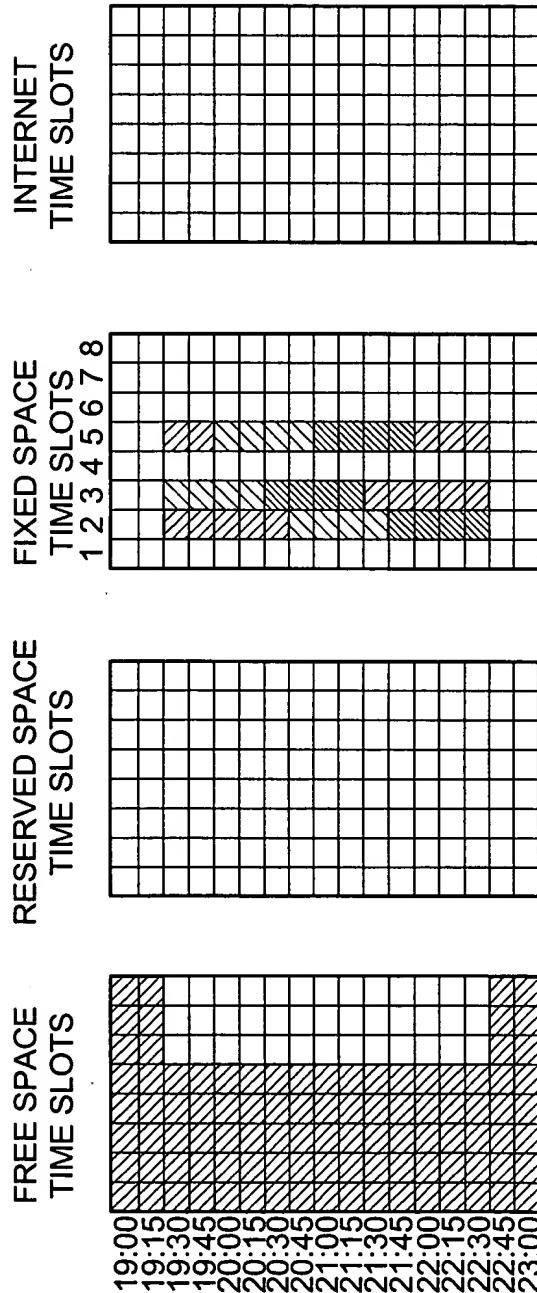 FREE SPACE
TIME SLOTS
RESERVED SPACE
TIME SLOTS
FIXED SPACE
TIME SLOTS
1 2 3 4 5 6 7 8
INTERNET
TIME SLOTS
19:00
19:15
19:30
19:45
20:00
20:15
20:30
20:45
21:00
21:15
21:30
21:45
22:00
22:15
22:30
22:45
23:00